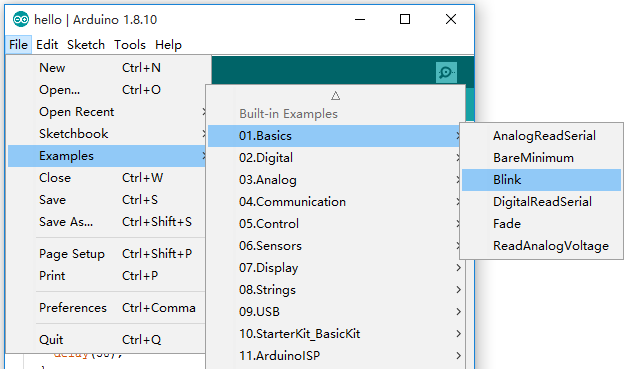 hello | Arduino 1.8.10
File Edit Sketch Tools Help
New Ctrl+N
Open... Ctrl+O
Open Recent
Sketchbook
Examples
Close Ctrl+W
Save Ctrl+S
Save As... Ctrl+Shift+S
Page Setup Ctrl+Shift+P
Print Ctrl+P
Preferences Ctrl+Comma
Quit Ctrl+Q
Built-in Examples
01.Basics
02.Digital
03.Analog
04.Communication
05.Control
06.Sensors
07.Display
08.Strings
09.USB
10.StarterKit_BasicKit
11.ArduinoISP
AnalogReadSerial
BareMinimum
Blink
DigitalReadSerial
Fade
ReadAnalogVoltage